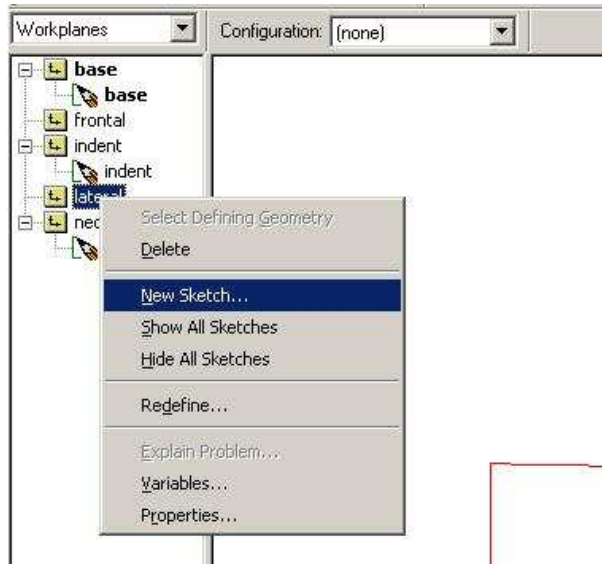 Workplanes Configuration: (none)
base
base
frontal
indent
indent
lateral
Select Defining Geometry
Delete
New Sketch...
Show All Sketches
Hide All Sketches
Redefine...
Explain Problem...
Variables...
Properties...